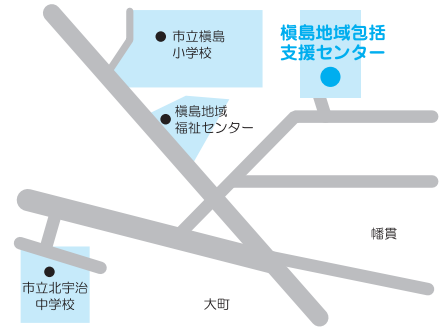 市立槇島
小学校
槇島地域包括
支援センター
槇島地域
福祉センター
幡貫
市立北宇治
中学校
大町